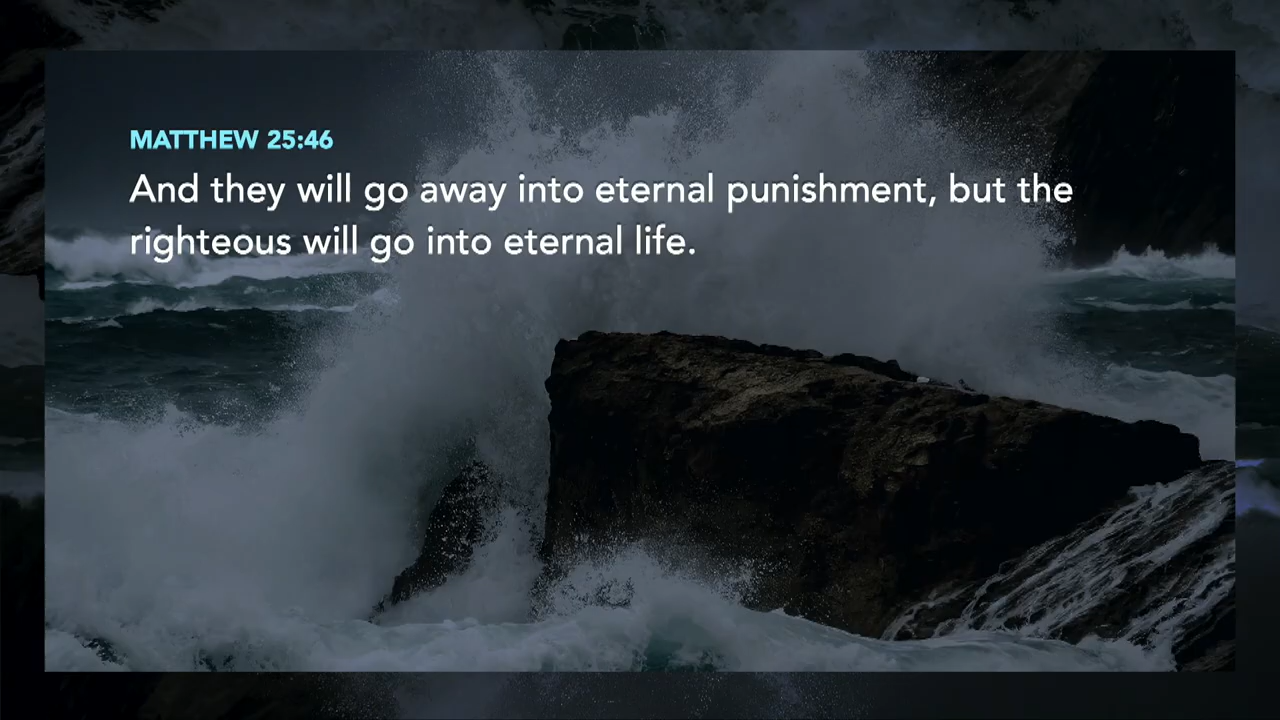 MATTHEW 25:46
And they will go away into eternal punishment, but the
righteous will go into eternal life.